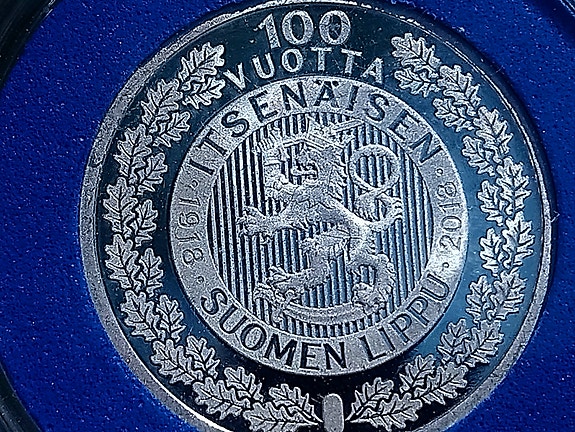 100
VUOTTA
ITSENÄISEN
· 1918 ·
· 2018 ·
SUOMEN LIPPU